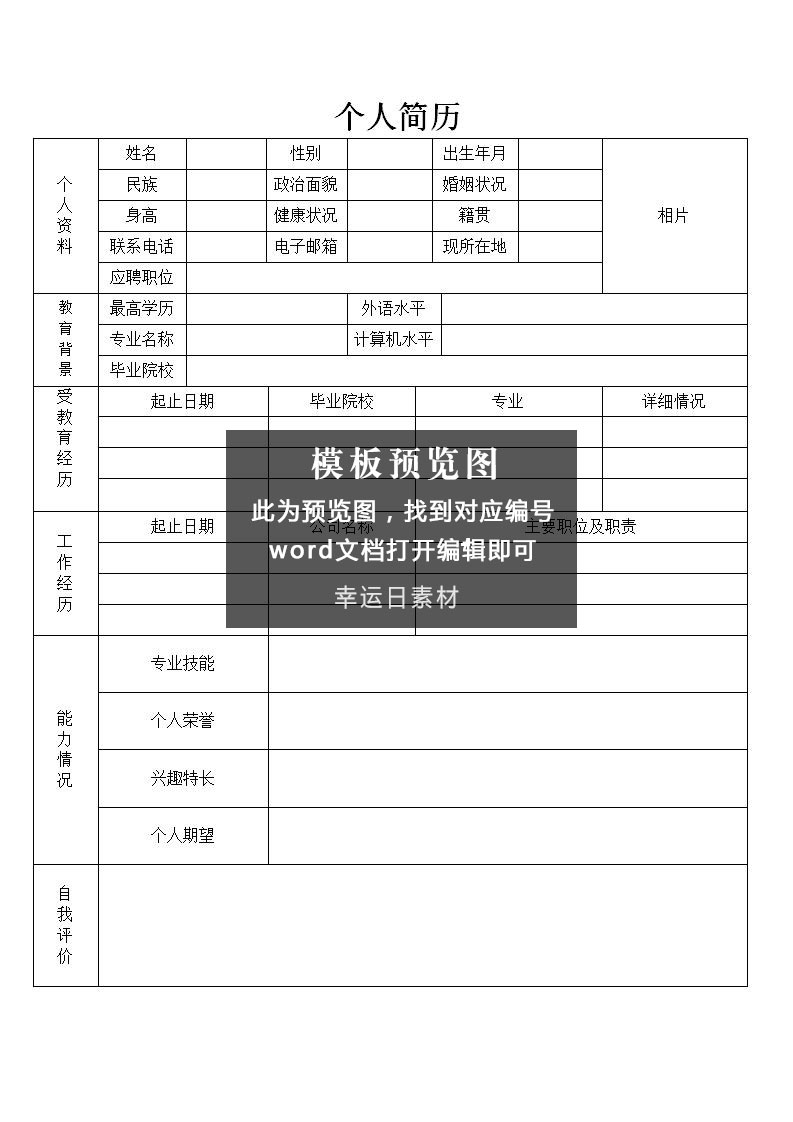 个人简历
个人资料
姓名 性别 出生年月
民族 政治面貌 婚姻状况
身高 健康状况 籍贯 相片
联系电话 电子邮箱 现所在地
应聘职位
教育背景
最高学历 外语水平
专业名称 计算机水平
毕业院校
受教育经历
起止日期 毕业院校 专业 详细情况
模板预览图
此为预览图，找到对应编号
工作经历
起止日期 公司名称 主要职位及职责
word文档打开编辑即可
幸运日素材
能力情况
专业技能
个人荣誉
兴趣特长
个人期望
自我评价